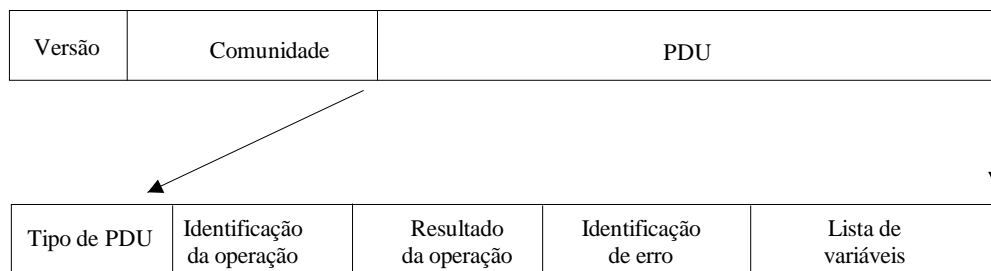 Versão
Comunidade
PDU
Tipo de PDU
Identificação
da operação
Resultado
da operação
Identificação
de erro
Lista de
variáveis